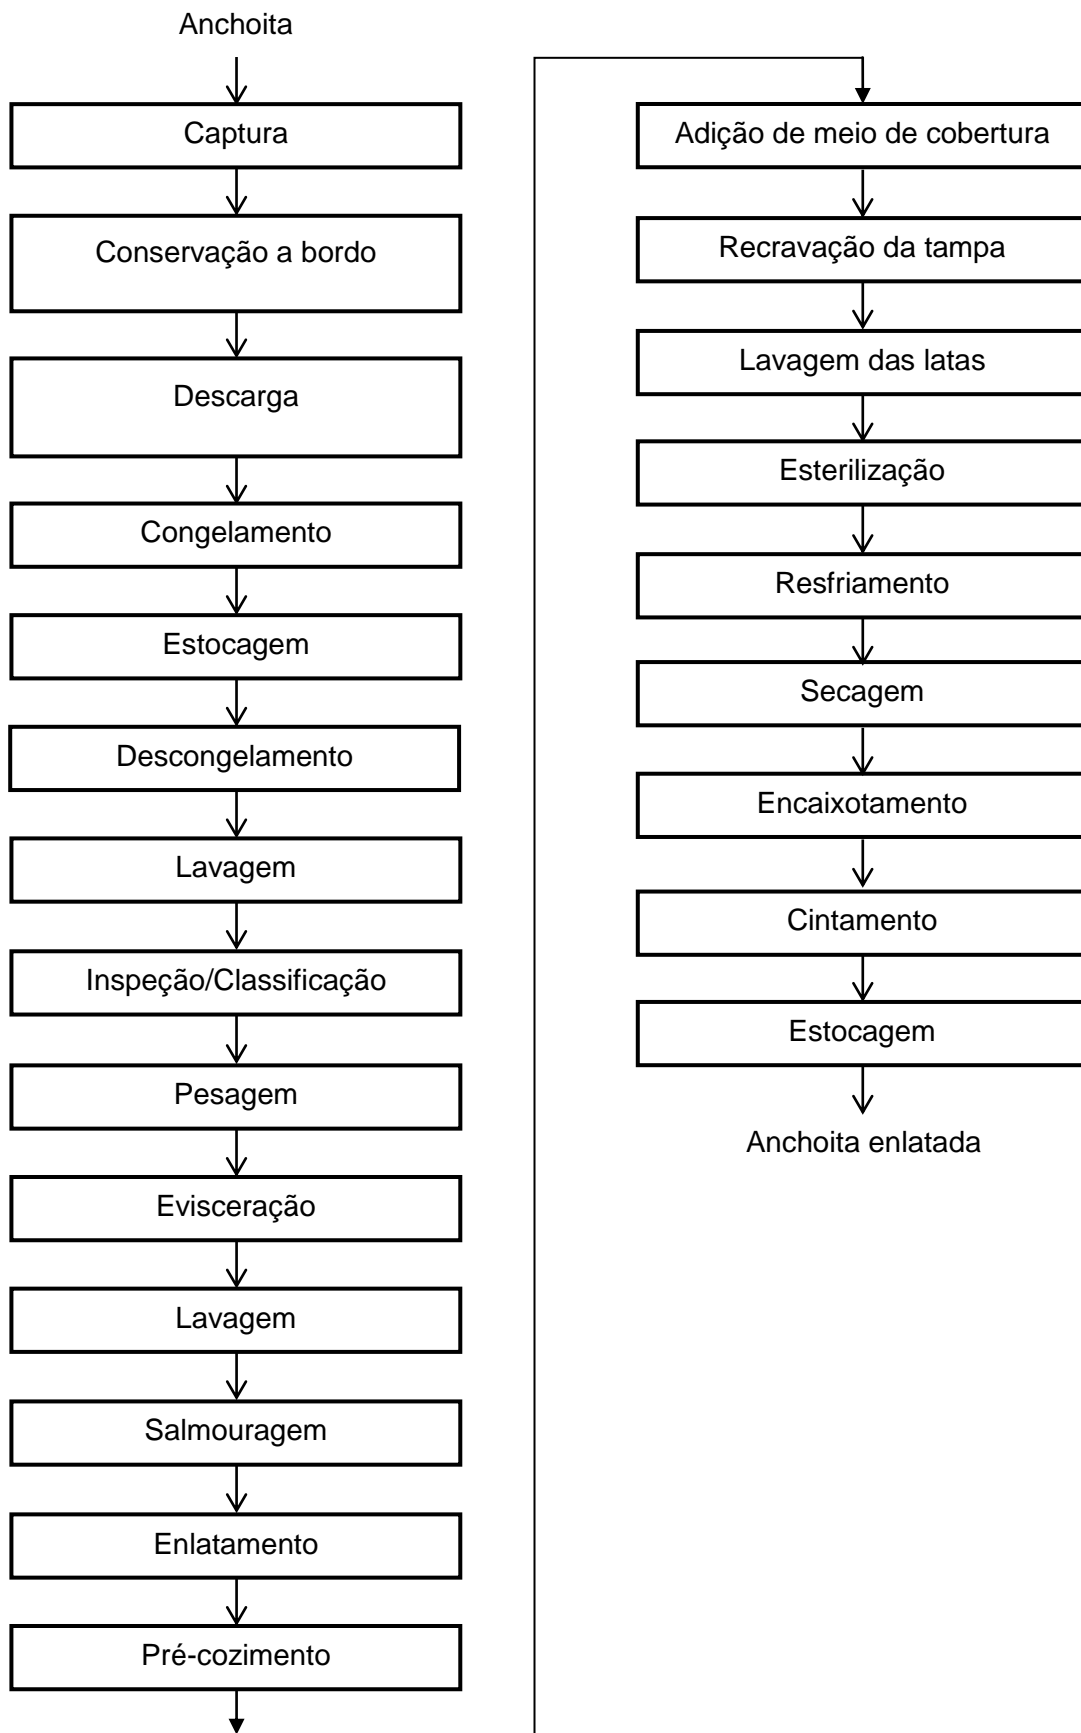 Anchoita
Captura
Conservação a bordo
Descarga
Congelamento
Estocagem
Descongelamento
Lavagem
Inspeção/Classificação
Pesagem
Evisceração
Lavagem
Salmouragem
Enlatamento
Pré-cozimento
Adição de meio de cobertura
Recravação da tampa
Lavagem das latas
Esterilização
Resfriamento
Secagem
Encaixotamento
Cintamento
Estocagem
Anchoita enlatada